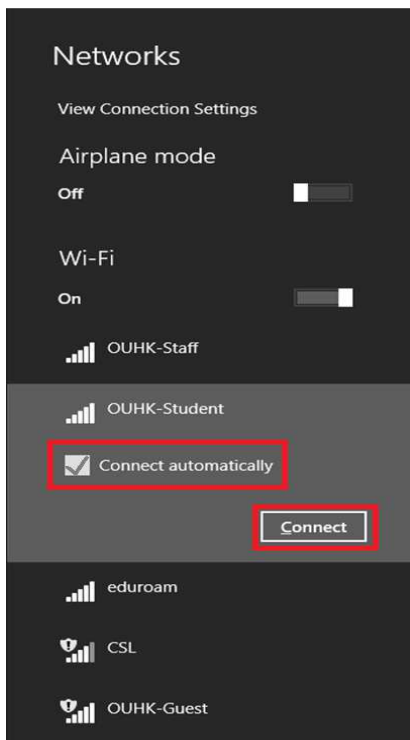 Networks
View Connection Settings
Airplane mode
Off
Wi-Fi
On
OUHK-Staff
OUHK-Student
Connect automatically
Connect
eduroam
CSL
OUHK-Guest